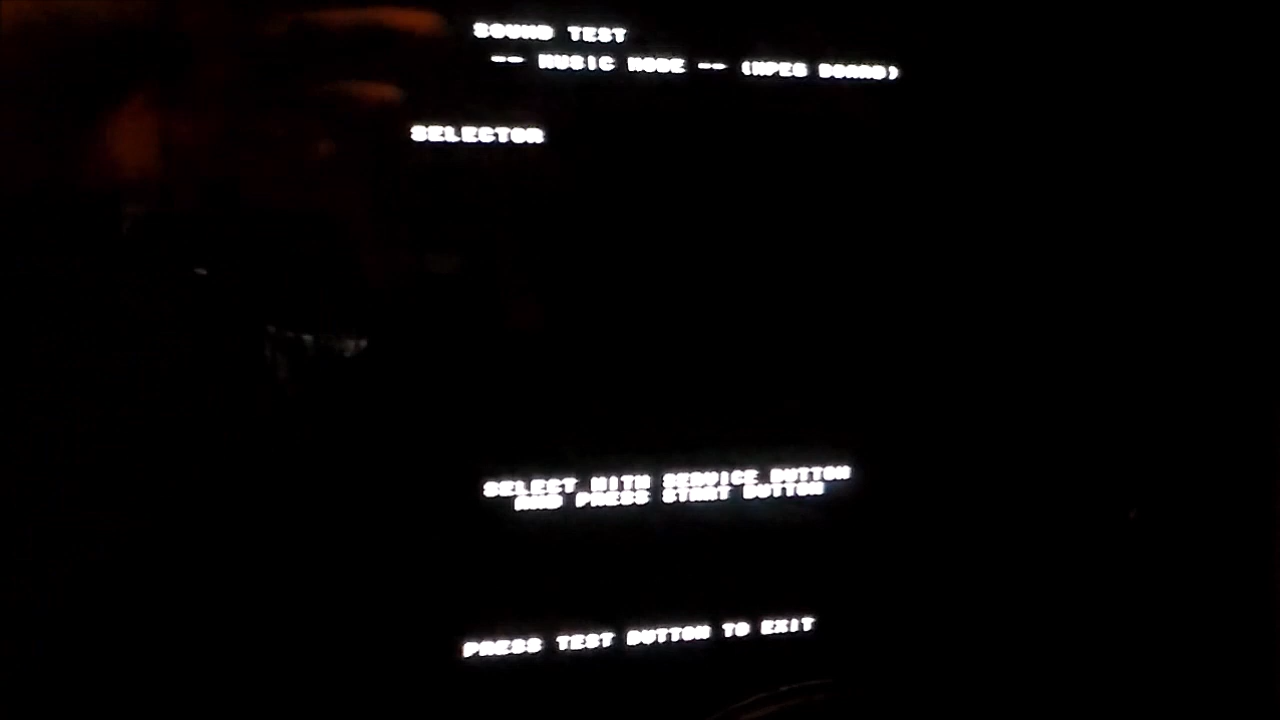 SOUND TEST
-- MUSIC MODE -- (MPEG BOARD)
SELECTOR
SELECT WITH SERVICE BUTTON
AND PRESS START BUTTON
PRESS TEST BUTTON TO EXIT